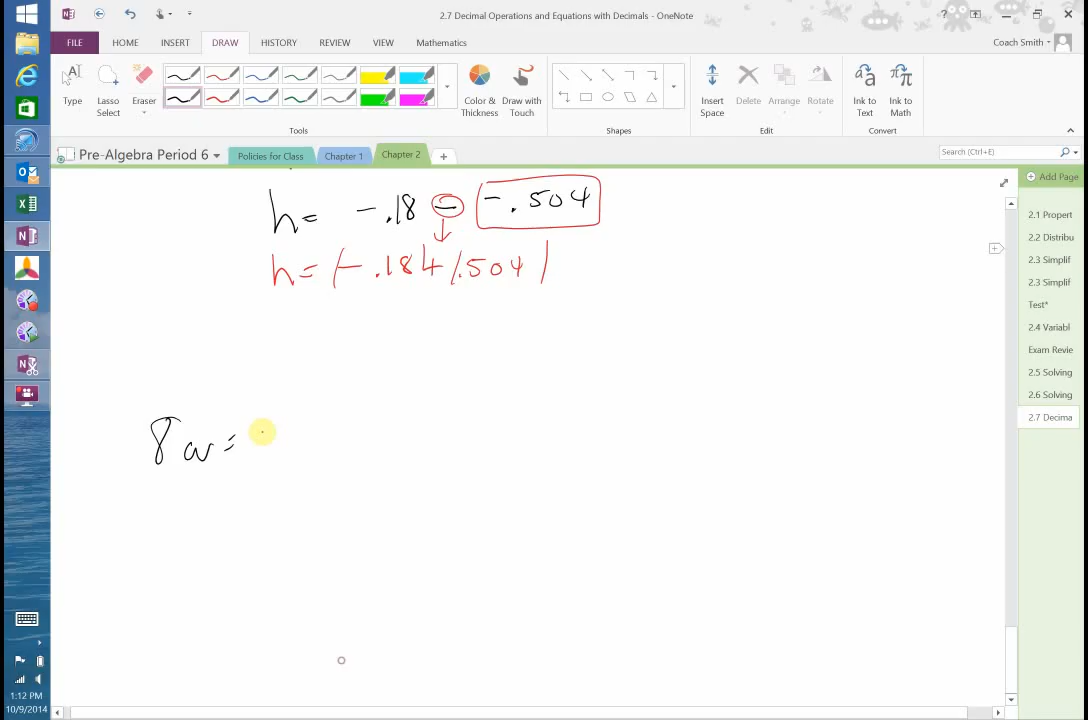 2.7 Decimal Operations and Equations with Decimals - OneNote
?
FILE HOME INSERT DRAW HISTORY REVIEW VIEW Mathematics
Coach Smith
Type
Lasso Select
Eraser
Color & Thickness
Draw with Touch
Insert Space
Delete
Arrange
Rotate
Ink to Text
Ink to Math
Tools
Shapes
Edit
Convert
Pre-Algebra Period 6
Policies for Class
Chapter 1
Chapter 2
Search (Ctrl+E)
Add Page
2.1 Propert
2.2 Distribu
2.3 Simplif
2.3 Simplif
Test*
2.4 Variabl
Exam Revie
2.5 Solving
2.6 Solving
2.7 Decima
h= -.18 - -.504
h= (-.18+(.504)
8w=
1:12 PM
10/9/2014